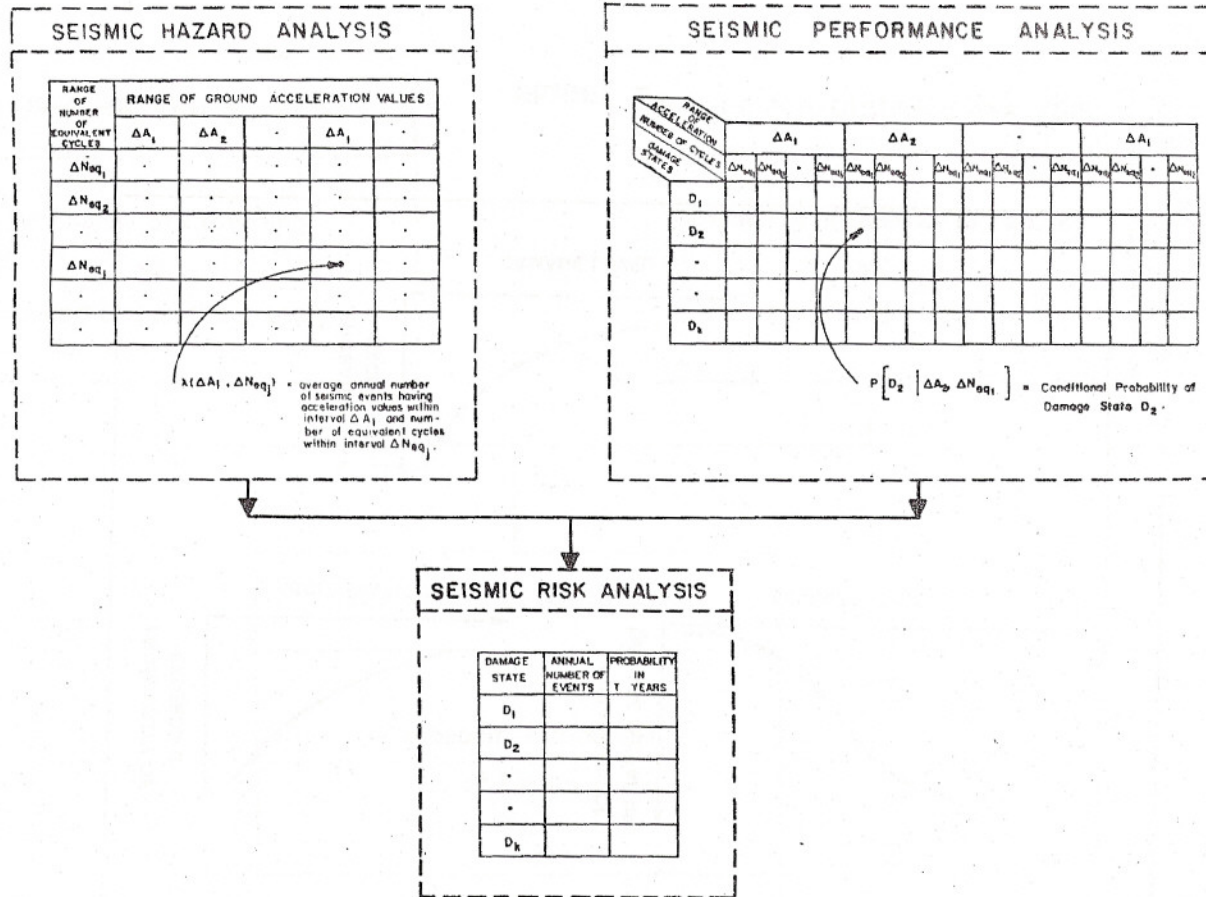 SEISMIC HAZARD ANALYSIS
RANGE
OF
NUMBER
OF
EQUIVALENT
CYCLES
RANGE OF GROUND ACCELERATION VALUES
ΔA₁ ΔA₂ · ΔAᵢ ·
ΔNeq₁ · · · · ·
ΔNeq₂ · · · · ·
· · · · · ·
ΔNeqⱼ · · · · ·
· · · · · ·
· · · · · ·
λ(ΔAᵢ , ΔNeqⱼ) = average annual number
of seismic events having
acceleration values within
interval ΔAᵢ and num-
ber of equivalent cycles
within interval ΔNeqⱼ.
SEISMIC PERFORMANCE ANALYSIS
RANGE
OF
ACCELERATION
NUMBER OF CYCLES
DAMAGE
STATES
ΔA₁ ΔA₂ · ΔAᵢ
ΔNeq₁ ΔNeq₂ ·
D₁
D₂
·
·
Dk
P[D₂ | ΔA₂, ΔNeq₁] = Conditional Probability of
Damage State D₂.
SEISMIC RISK ANALYSIS
DAMAGE
STATE
ANNUAL
NUMBER OF
EVENTS
PROBABILITY
IN
T YEARS
D₁
D₂
·
·
Dk